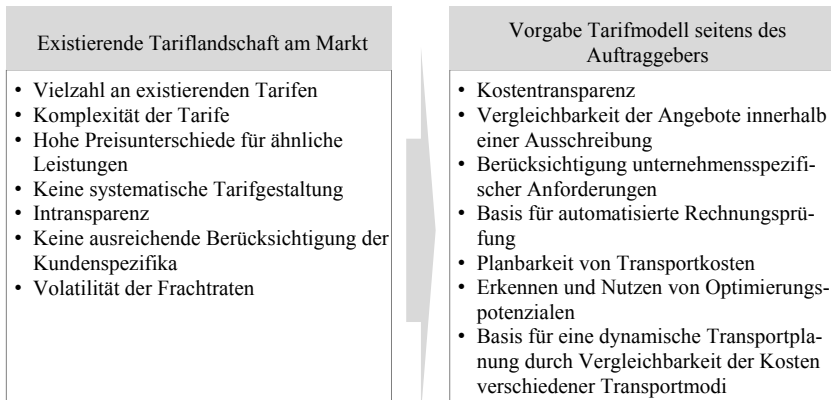 Existierende Tariflandschaft am Markt
• Vielzahl an existierenden Tarifen
• Komplexität der Tarife
• Hohe Preisunterschiede für ähnliche
Leistungen
• Keine systematische Tarifgestaltung
• Intransparenz
• Keine ausreichende Berücksichtigung der
Kundenspezifika
• Volatilität der Frachtraten
Vorgabe Tarifmodell seitens des
Auftraggebers
• Kostentransparenz
• Vergleichbarkeit der Angebote innerhalb
einer Ausschreibung
• Berücksichtigung unternehmensspezifi-
scher Anforderungen
• Basis für automatisierte Rechnungsprü-
fung
• Planbarkeit von Transportkosten
• Erkennen und Nutzen von Optimierungs-
potenzialen
• Basis für eine dynamische Transportpla-
nung durch Vergleichbarkeit der Kosten
verschiedener Transportmodi